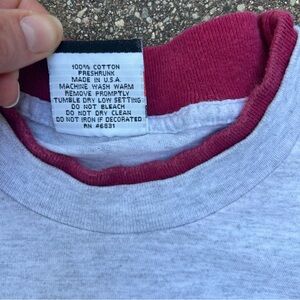 100% COTTON
PRESHRUNK
MADE IN U.S.A.
MACHINE WASH WARM
REMOVE PROMPTLY
TUMBLE DRY LOW SETTING
DO NOT BLEACH
DO NOT DRY CLEAN
DO NOT IRON IF DECORATED
RN #6831